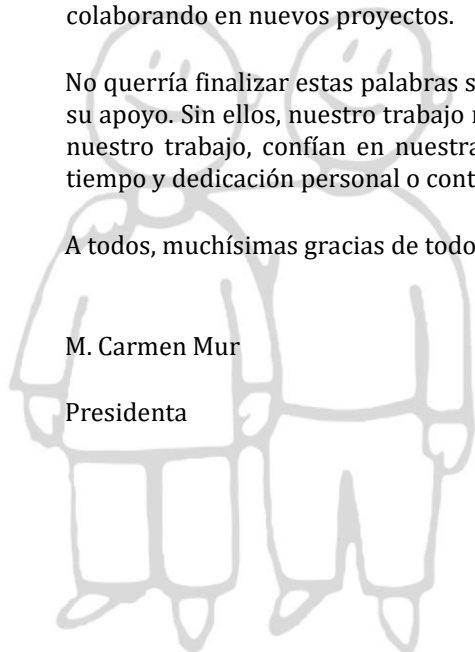 colaborando en nuevos proyectos.
No querría finalizar estas palabras s
su apoyo. Sin ellos, nuestro trabajo
nuestro trabajo, confían en nuestra
tiempo y dedicación personal o cont
A todos, muchísimas gracias de todo
M. Carmen Mur
Presidenta